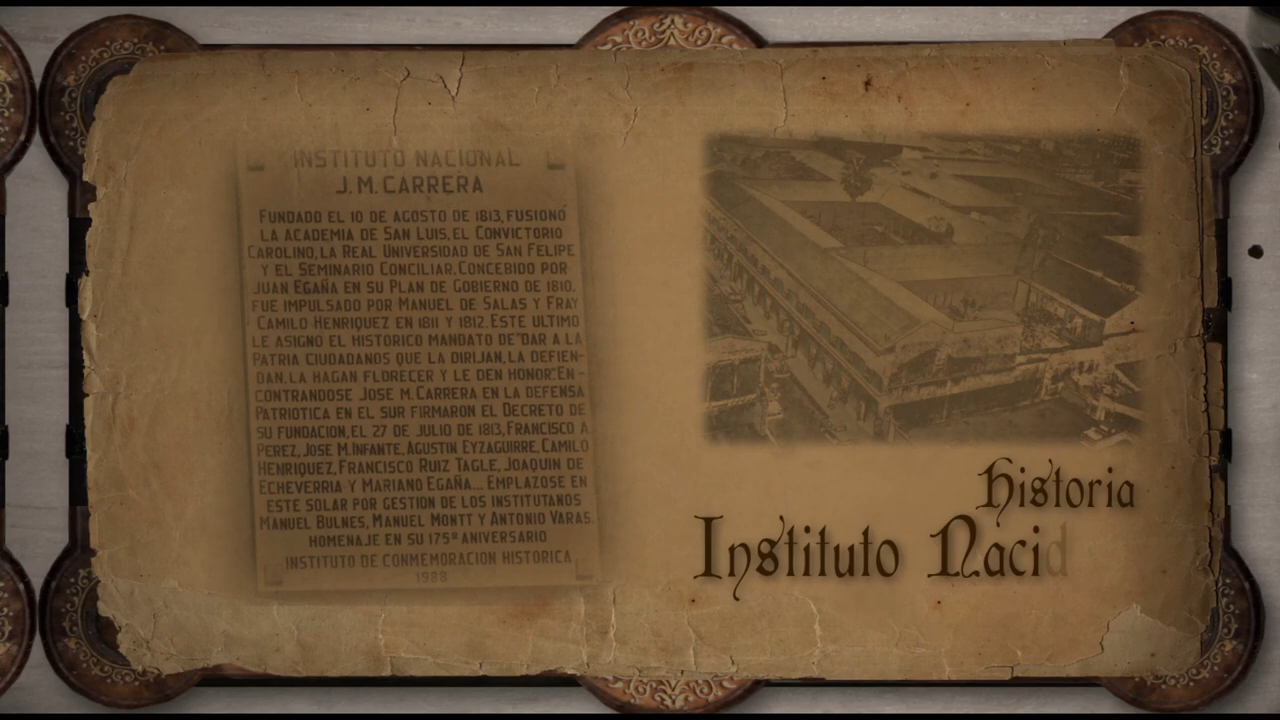 INSTITUTO NACIONAL
J. M. CARRERA
FUNDADO EL 10 DE AGOSTO DE 1813, FUSIONO
LA ACADEMIA DE SAN LUIS, EL CONVICTORIO
CAROLINO, LA REAL UNIVERSIDAD DE SAN FELIPE
Y EL SEMINARIO CONCILIAR. CONCEBIDO POR
JUAN EGAÑA EN SU PLAN DE GOBIERNO DE 1810.
FUE IMPULSADO POR MANUEL DE SALAS Y FRAY
CAMILO HENRIQUEZ EN 1811 Y 1812. ESTE ULTIMO
LE ASIGNO EL HISTORICO MANDATO DE "DAR A LA
PATRIA CIUDADANOS QUE LA DIRIJAN, LA DEFIEN-
DAN. LA HAGAN FLORECER Y LE DEN HONOR". EN-
CONTRANDOSE JOSE M. CARRERA EN LA DEFENSA
PATRIOTICA EN EL SUR FIRMARON EL DECRETO DE
SU FUNDACION, EL 27 DE JULIO DE 1813, FRANCISCO A
PEREZ, JOSE M. INFANTE, AGUSTIN EYZAGUIRRE, CAMILO
HENRIQUEZ, FRANCISCO RUIZ TAGLE, JOAQUIN DE
ECHEVERRIA Y MARIANO EGAÑA... EMPLAZOSE EN
ESTE SOLAR POR GESTION DE LOS INSTITUTANOS
MANUEL BULNES, MANUEL MONTT Y ANTONIO VARAS.
HOMENAJE EN SU 175º ANIVERSARIO
INSTITUTO DE CONMEMORACION HISTORICA
1988
Historia
Instituto Nacio